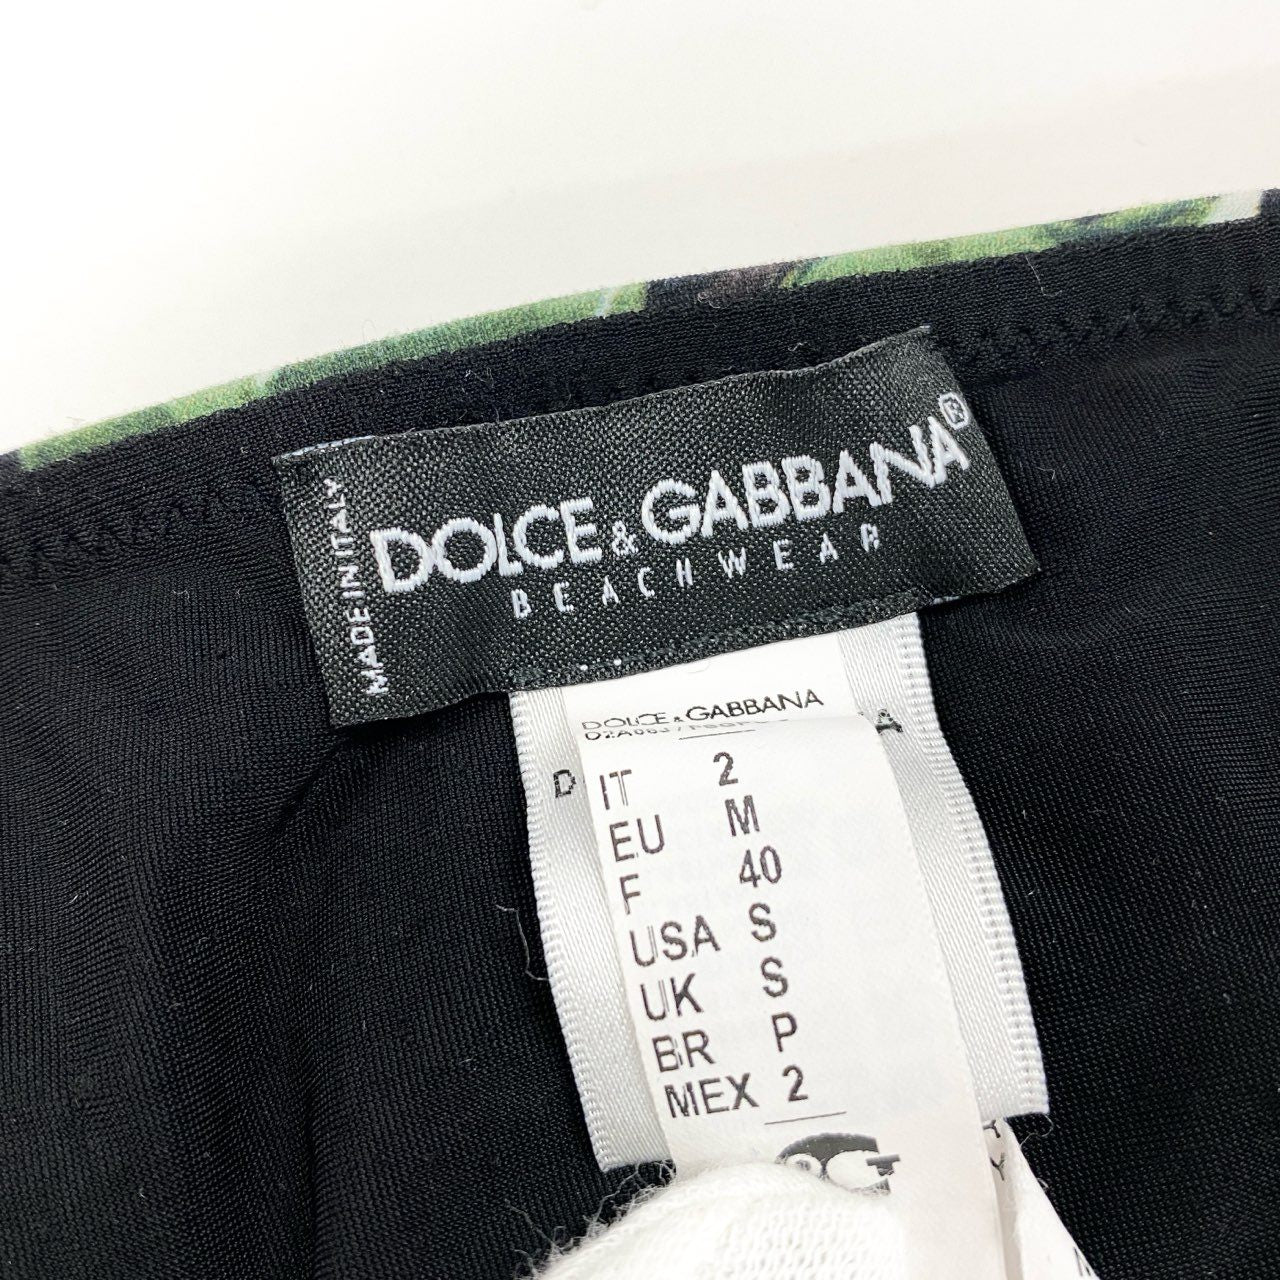 MADE IN ITALY
DOLCE & GABBANA®
BEACHWEAR
DOLCE & GABBANA
IT 2
EU M
F 40
USA S
UK S
BR P
MEX 2
D
A